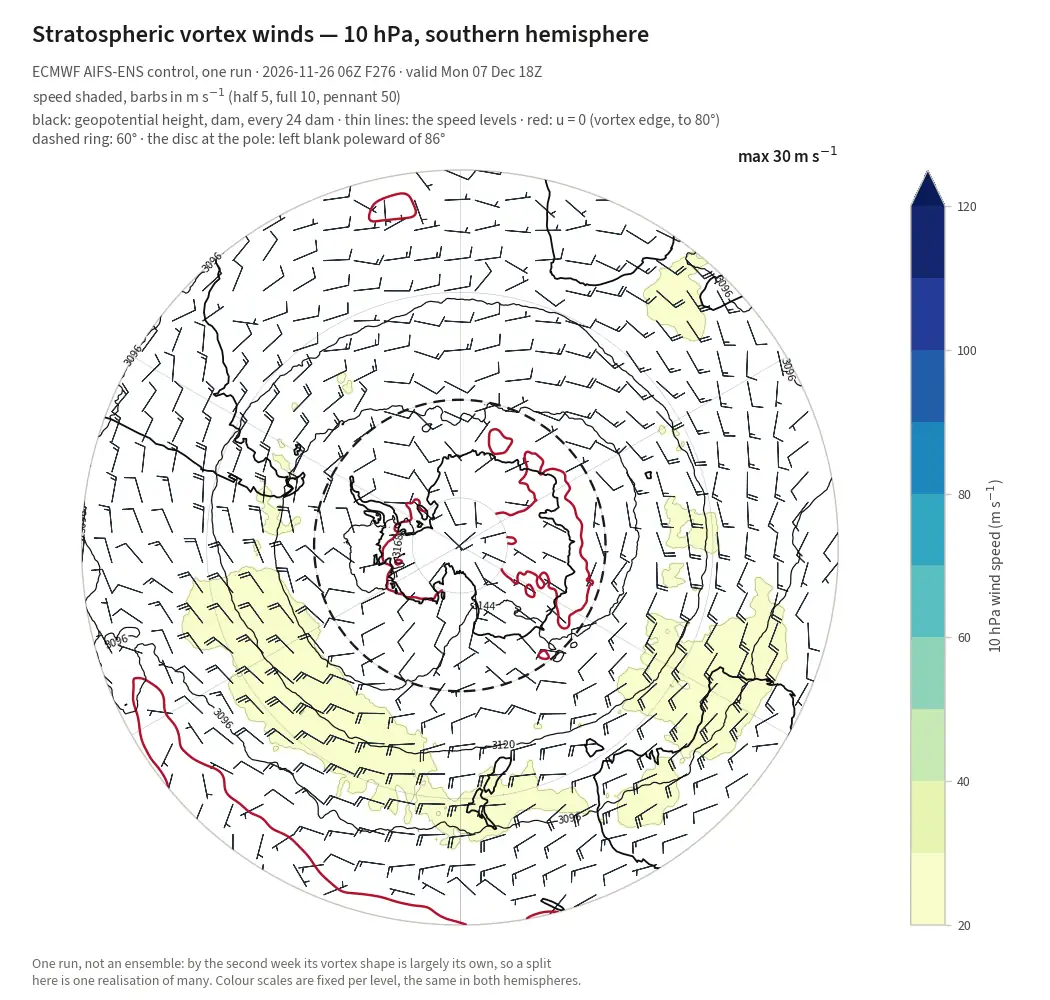 Stratospheric vortex winds — 10 hPa, southern hemisphere
ECMWF AIFS-ENS control, one run · 2026-11-26 06Z F276 · valid Mon 07 Dec 18Z
speed shaded, barbs in m s⁻¹ (half 5, full 10, pennant 50)
black: geopotential height, dam, every 24 dam · thin lines: the speed levels · red: u = 0 (vortex edge, to 80°)
dashed ring: 60° · the disc at the pole: left blank poleward of 86°
max 30 m s⁻¹
120
100
80
60
40
20
10 hPa wind speed (m s⁻¹)
3096
3096
3096
3096
3168
144
3096
3096
3120
3096
One run, not an ensemble: by the second week its vortex shape is largely its own, so a split
here is one realisation of many. Colour scales are fixed per level, the same in both hemispheres.